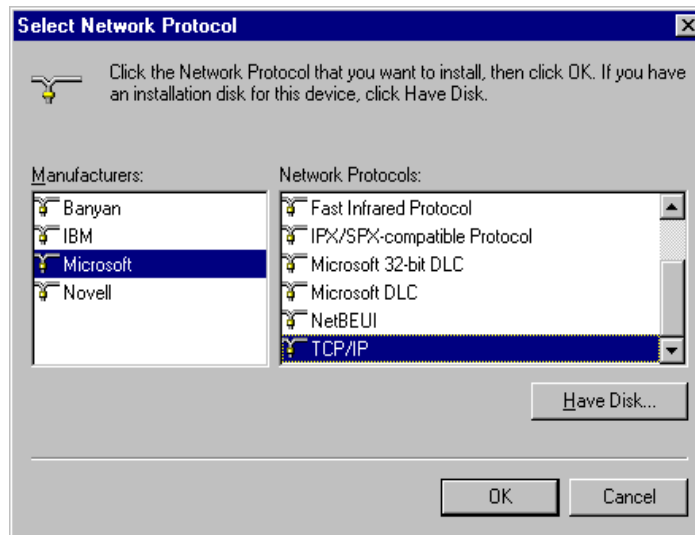 Select Network Protocol
Click the Network Protocol that you want to install, then click OK. If you have
an installation disk for this device, click Have Disk.
Manufacturers:
Banyan
IBM
Microsoft
Novell
Network Protocols:
Fast Infrared Protocol
IPX/SPX-compatible Protocol
Microsoft 32-bit DLC
Microsoft DLC
NetBEUI
TCP/IP
Have Disk...
OK
Cancel